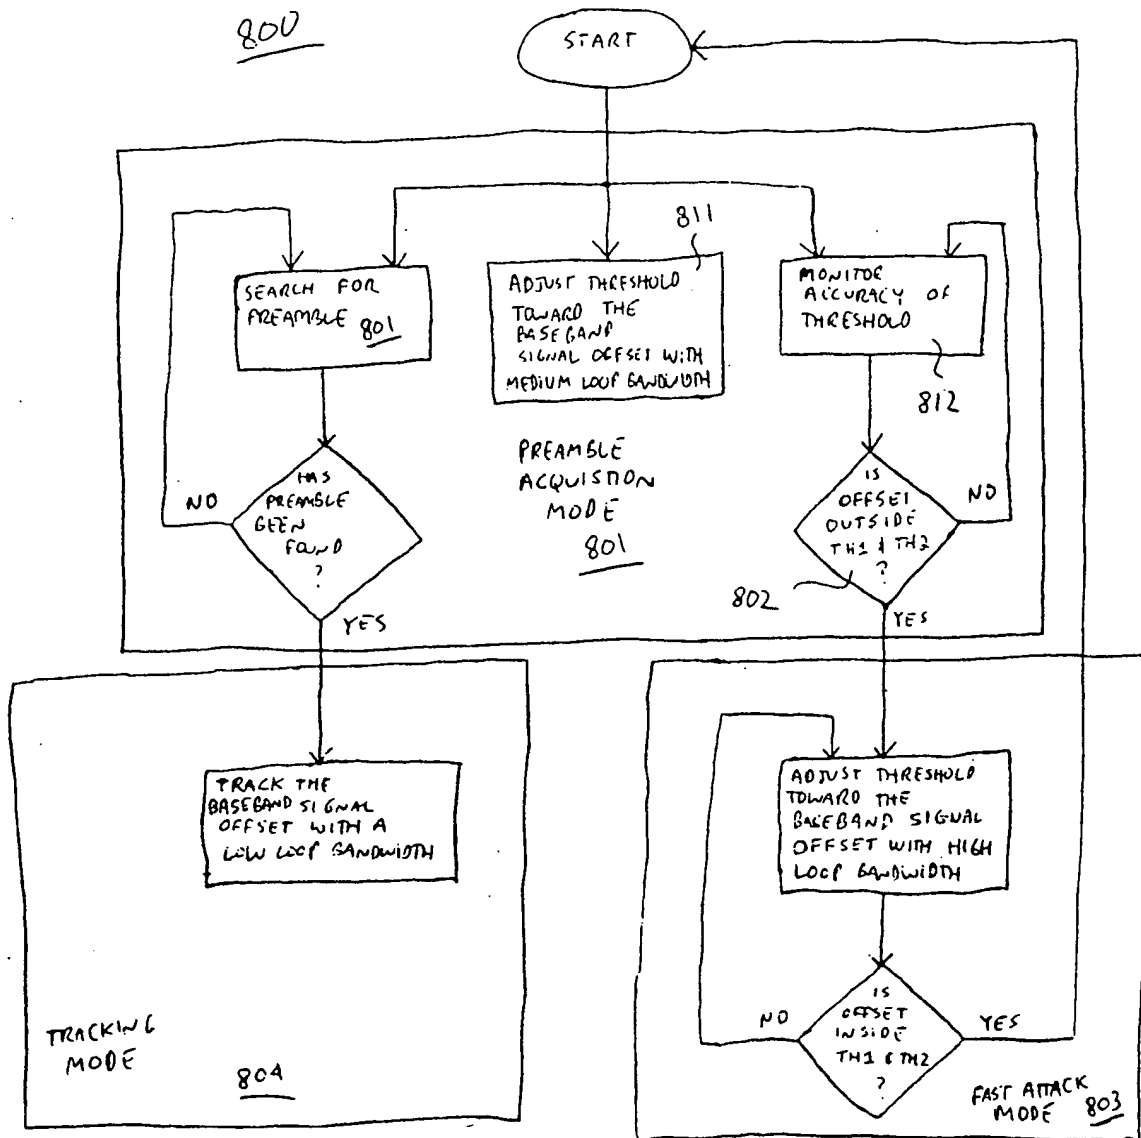 800
START
811
SEARCH FOR
PREAMBLE 801
ADJUST THRESHOLD
TOWARD THE
BASEBAND
SIGNAL OFFSET WITH
MEDIUM LOOP BANDWIDTH
MONITOR
ACCURACY OF
THRESHOLD
812
HAS
PREAMBLE
BEEN
FOUND
?
NO
YES
PREAMBLE
ACQUISTION
MODE
801
IS
OFFSET
OUTSIDE
TH1 & TH2
?
NO
802
YES
TRACK THE
BASEBAND SIGNAL
OFFSET WITH A
LOW LOOP BANDWIDTH
ADJUST THRESHOLD
TOWARD THE
BASEBAND SIGNAL
OFFSET WITH HIGH
LOOP BANDWIDTH
TRACKING
MODE
804
NO
IS
OFFSET
INSIDE
TH1 & TH2
?
YES
FAST ATTACK
MODE 803